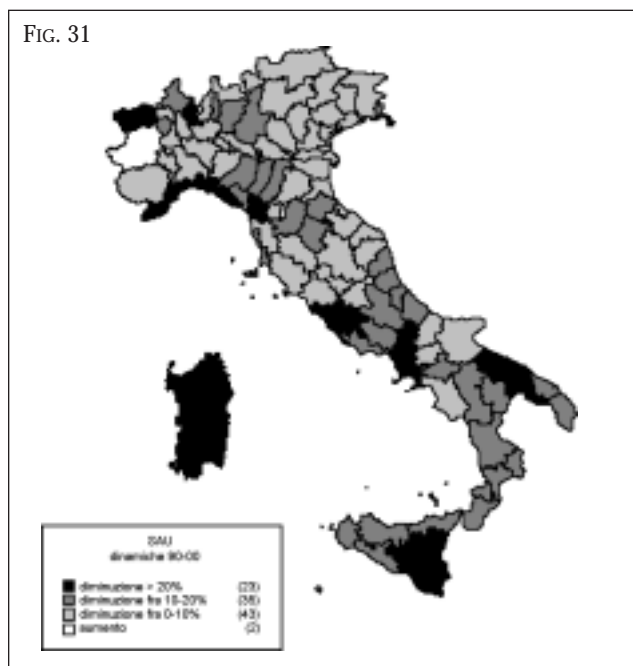 FIG. 31
SAU
dinamiche 90-00
diminuzione > 20% (23)
diminuzione fra 10-20% (35)
diminuzione fra 0-10% (43)
aumento (2)